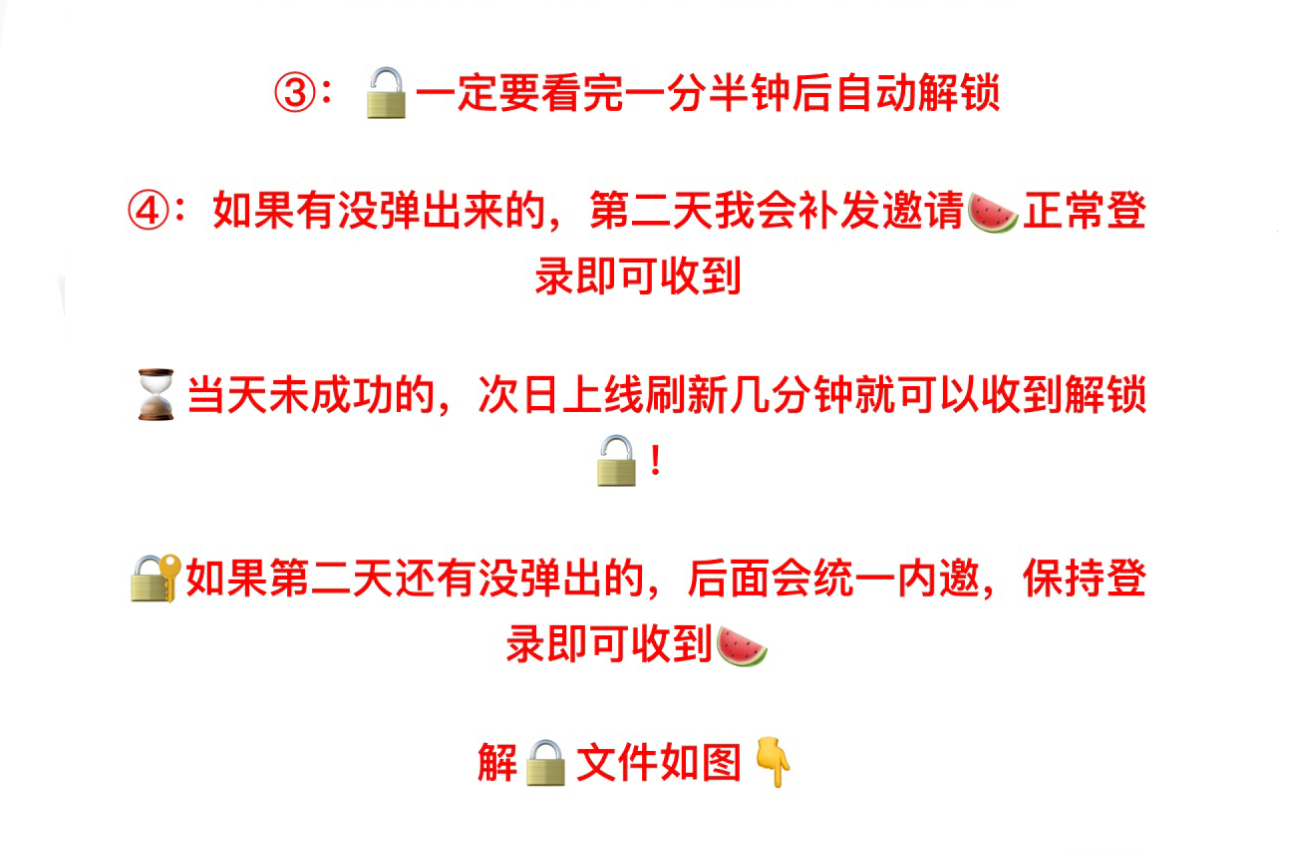 ③：🔓一定要看完一分半钟后自动解锁
④：如果有没弹出来的，第二天我会补发邀请🍉正常登
录即可收到
⏳当天未成功的，次日上线刷新几分钟就可以收到解锁
🔓！
🔐如果第二天还有没弹出的，后面会统一内邀，保持登
录即可收到🍉
解🔒文件如图👇